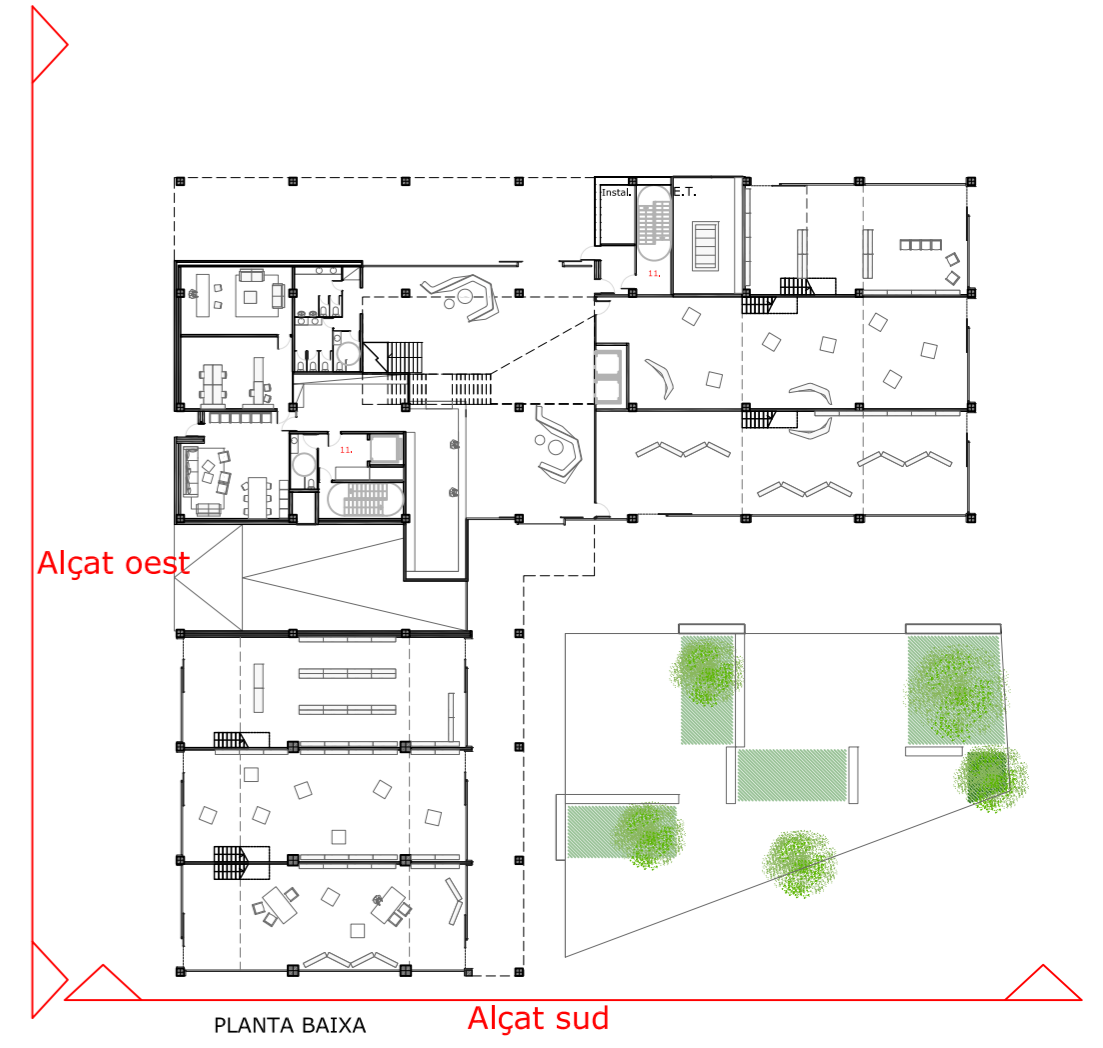 Instal.
E.T.
11.
11.
Alçat oest
Alçat sud
PLANTA BAIXA